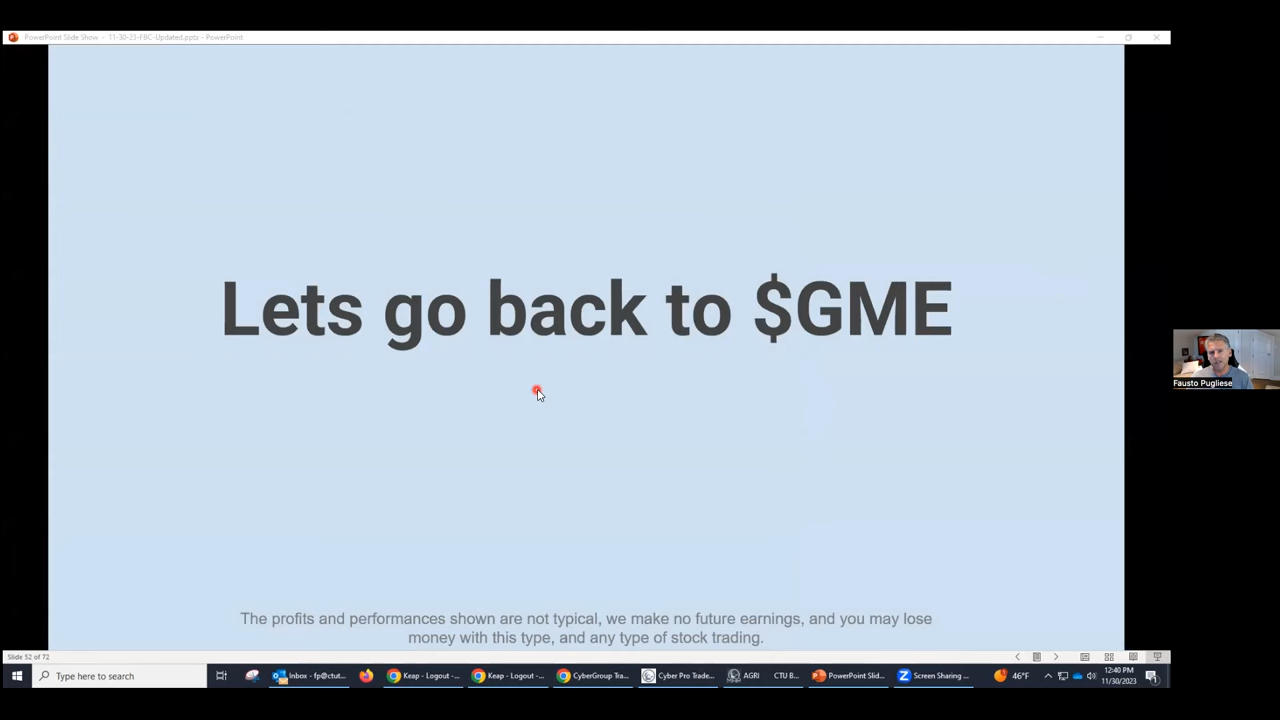 PowerPoint Slide Show - 11-30-23-FBC-Updated.pptx - PowerPoint
Lets go back to $GME
Fausto Pugliese
The profits and performances shown are not typical, we make no future earnings, and you may lose
money with this type, and any type of stock trading.
Slide 52 of 72
Type here to search
Inbox - fp@ctut...
Keap - Logout -...
Keap - Logout -...
CyberGroup Tra...
Cyber Pro Trade...
AGRI
CTU B...
PowerPoint Slid...
Screen Sharing ...
46°F
12:40 PM
11/30/2023